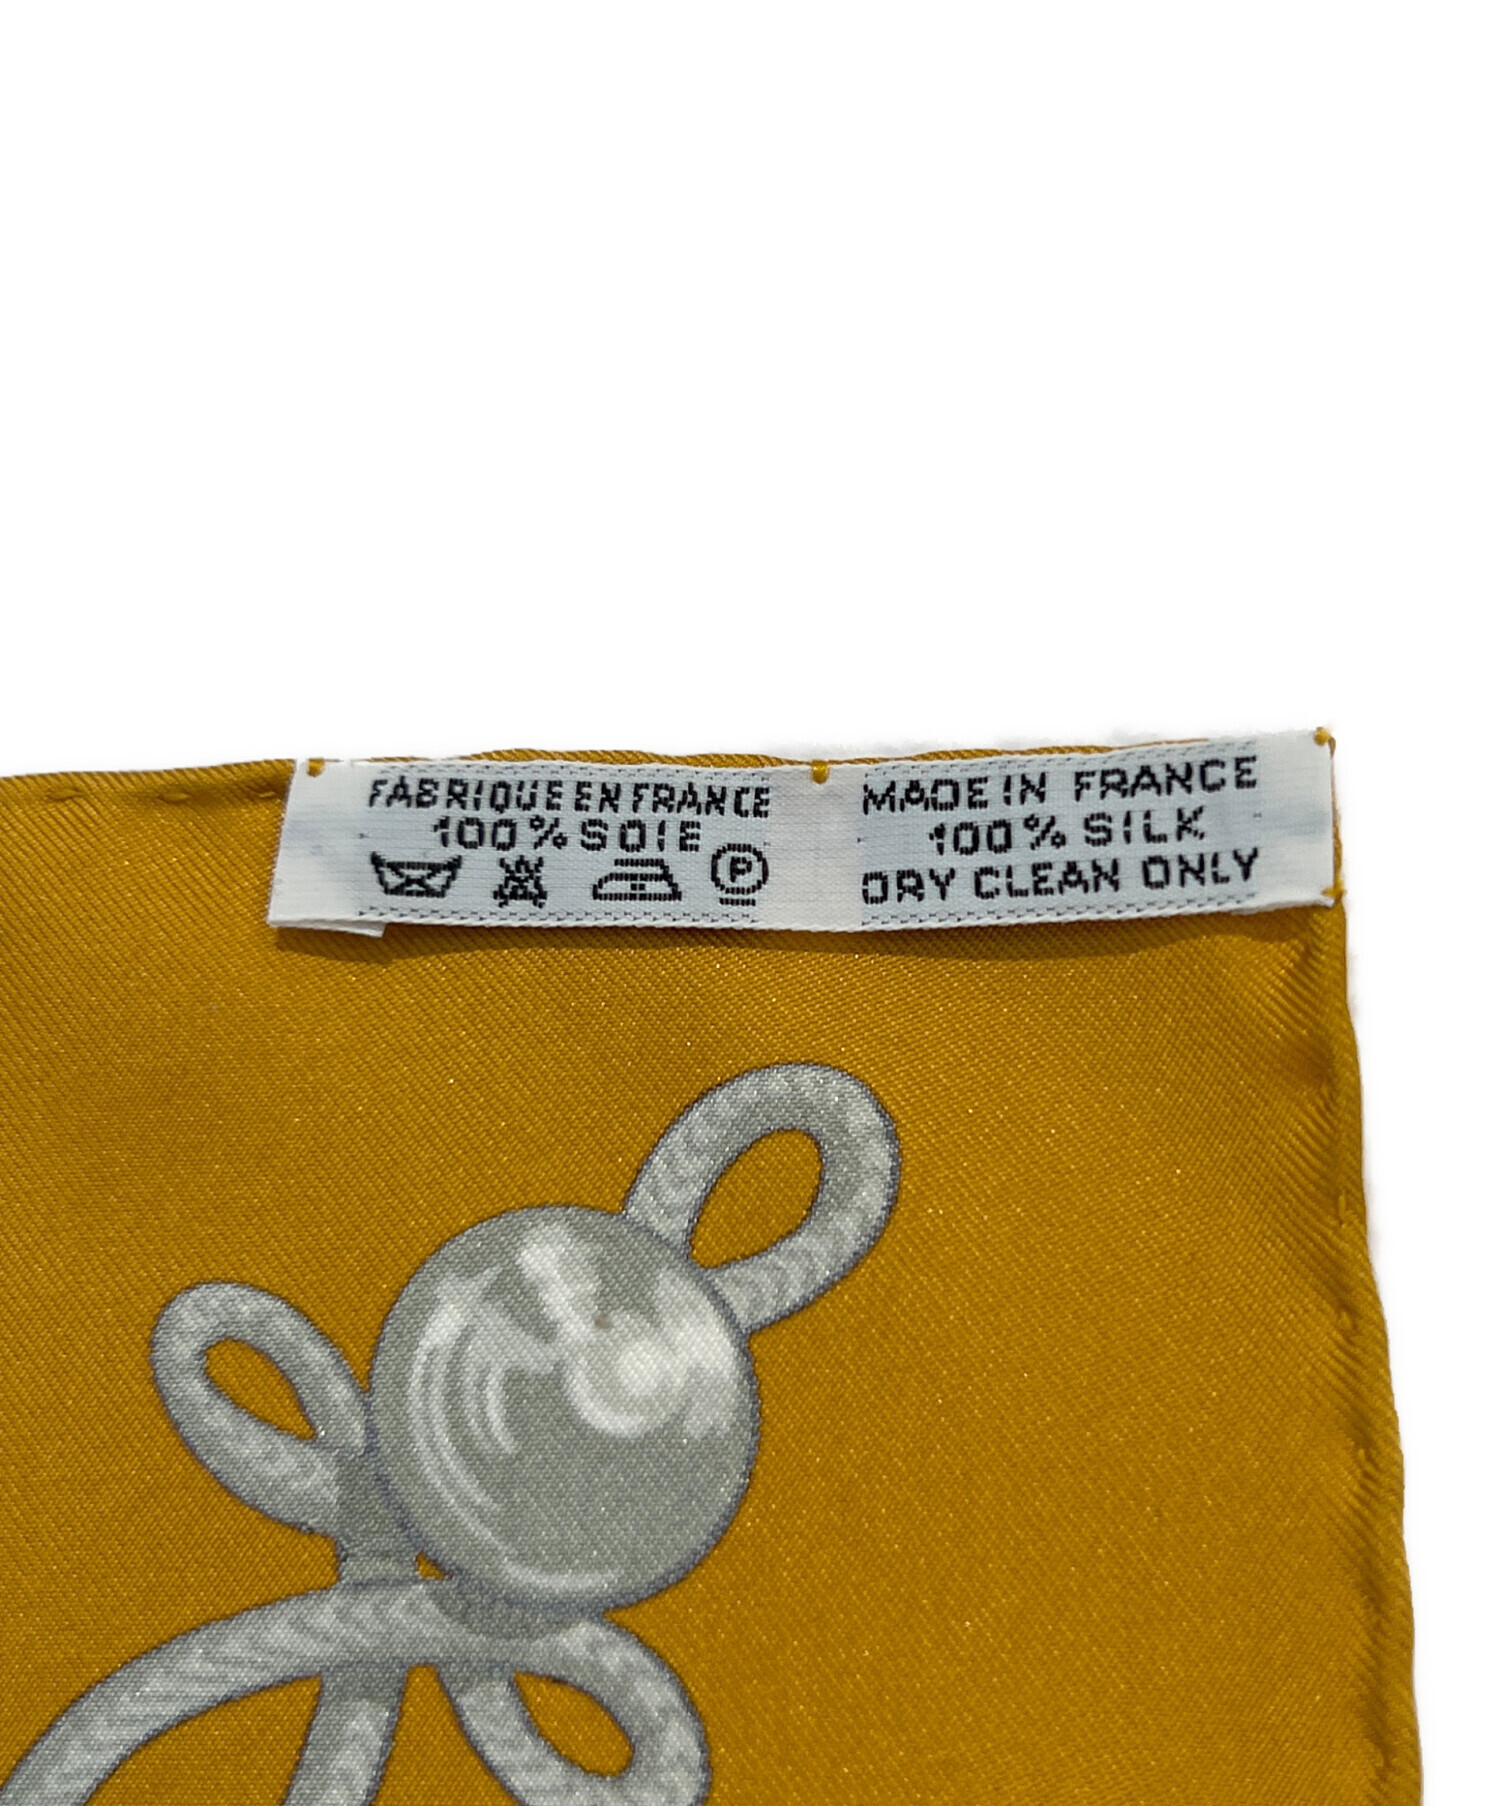 FABRIQUE EN FRANCE
100% SOIE
P
MADE IN FRANCE
100% SILK
DRY CLEAN ONLY